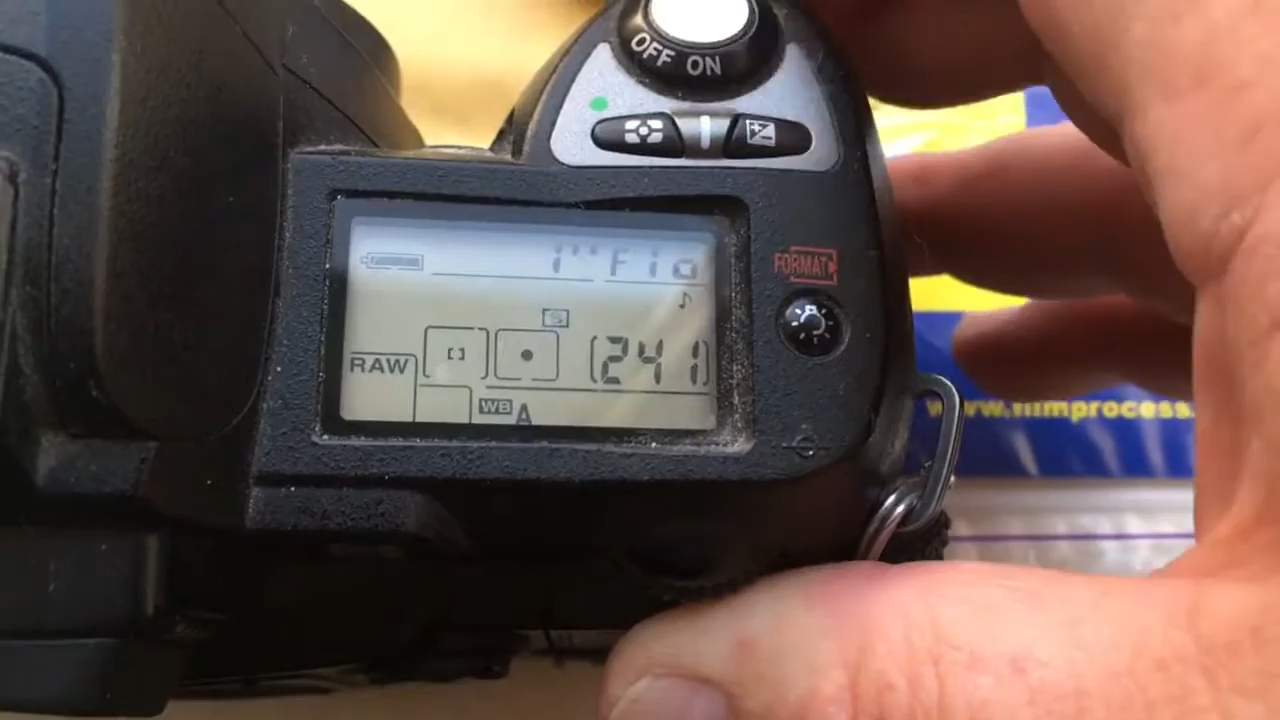 OFF ON
1" F10
FORMAT
S
RAW
[241]
WB A
www.filmprocess.